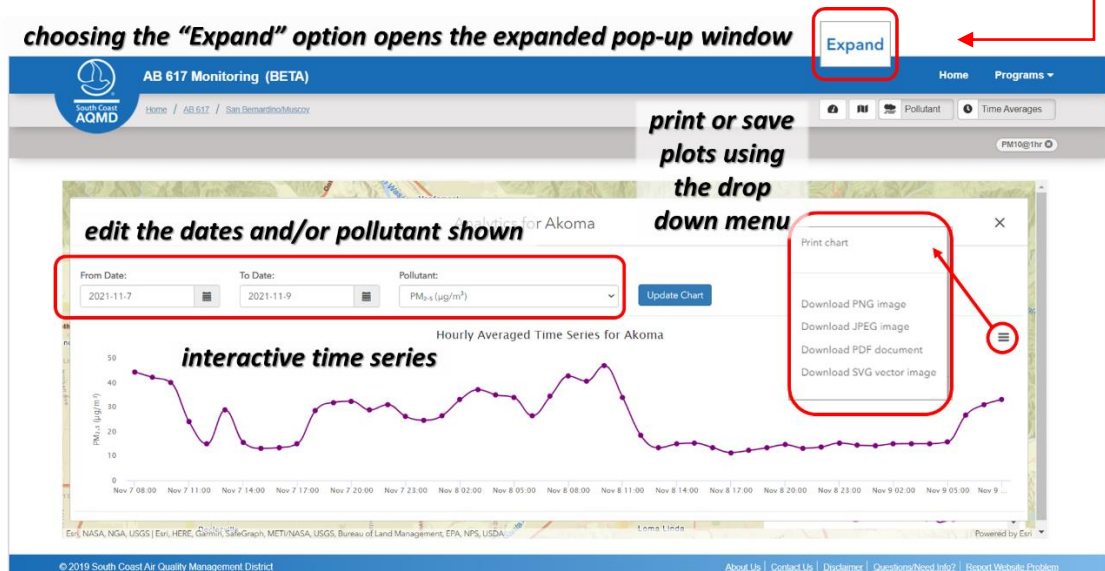 choosing the “Expand” option opens the expanded pop-up window
Expand
AB 617 Monitoring (BETA)
Home Programs
South Coast
AQMD
Home / AB 617 / San Bernardino/Muscoy
Pollutant Time Averages
PM10@1hr
print or save
plots using
the drop
down menu
for Akoma
edit the dates and/or pollutant shown
Print chart
From Date: To Date: Pollutant:
2021-11-7 2021-11-9 PM₂.₅ (µg/m³) Update Chart
Download PNG image
Download JPEG image
Download PDF document
Download SVG vector image
Hourly Averaged Time Series for Akoma
interactive time series
50
40
30
20
10
0
PM₂.₅ (µg/m³)
Nov 7 08:00 Nov 7 11:00 Nov 7 14:00 Nov 7 17:00 Nov 7 20:00 Nov 7 23:00 Nov 8 02:00 Nov 8 05:00 Nov 8 08:00 Nov 8 11:00 Nov 8 14:00 Nov 8 17:00 Nov 8 20:00 Nov 8 23:00 Nov 9 02:00 Nov 9 05:00 Nov 9 ...
Loma Linda
Esri, NASA, NGA, USGS | Esri, HERE, Garmin, SafeGraph, METI/NASA, USGS, Bureau of Land Management, EPA, NPS, USDA Powered by Esri
© 2019 South Coast Air Quality Management District About Us | Contact Us | Disclaimer | Questions/Need Info? | Report Website Problem